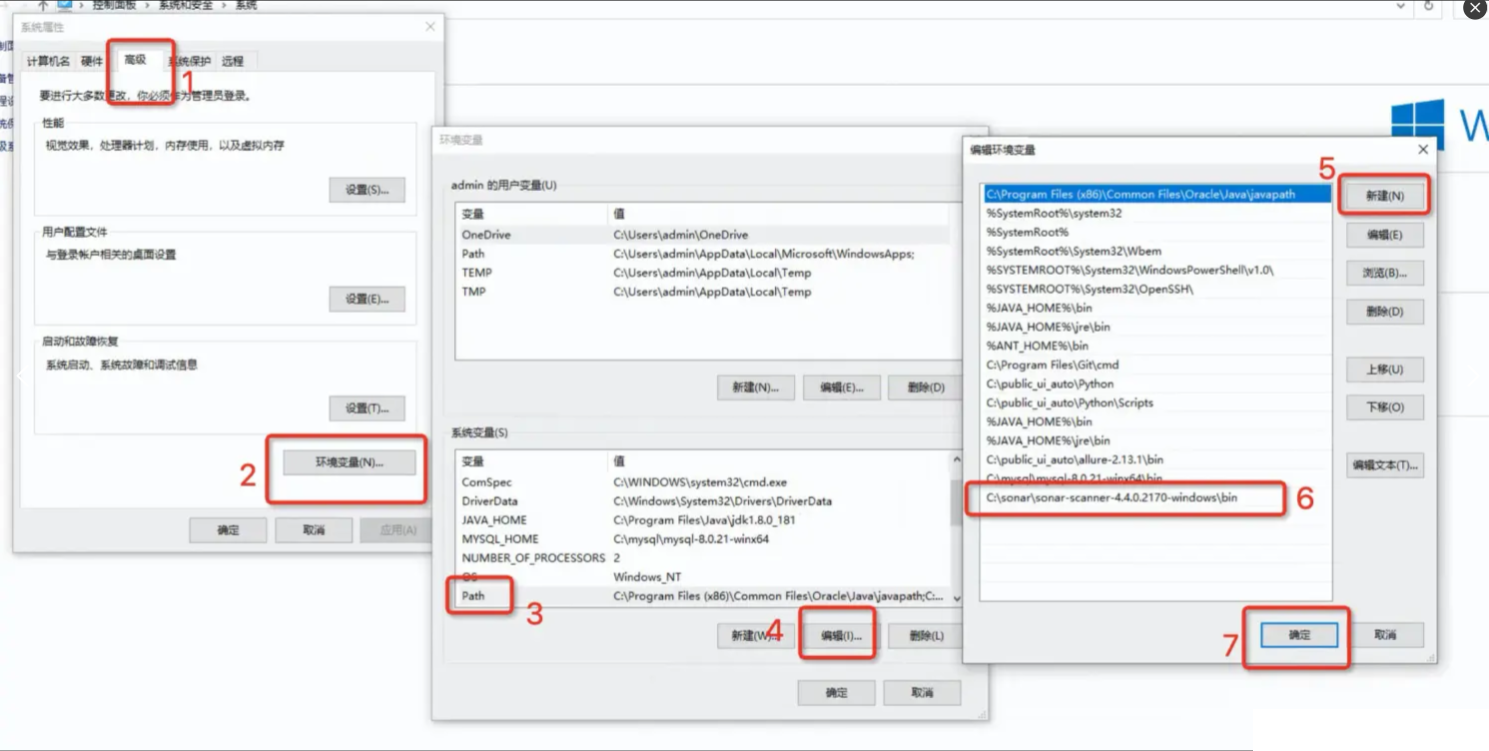 控制面板 › 系统和安全 › 系统
系统属性
计算机名 硬件 高级 系统保护 远程
1
要进行大多数更改，你必须作为管理员登录。
性能
视觉效果，处理器计划，内存使用，以及虚拟内存
设置(S)...
用户配置文件
与登录帐户相关的桌面设置
设置(E)...
启动和故障恢复
系统启动、系统故障和调试信息
设置(T)...
2
环境变量(N)...
确定 取消 应用(A)
环境变量
admin 的用户变量(U)
变量 值
OneDrive C:\Users\admin\OneDrive
Path C:\Users\admin\AppData\Local\Microsoft\WindowsApps;
TEMP C:\Users\admin\AppData\Local\Temp
TMP C:\Users\admin\AppData\Local\Temp
新建(N)... 编辑(E)... 删除(D)
系统变量(S)
变量 值
ComSpec C:\WINDOWS\system32\cmd.exe
DriverData C:\Windows\System32\Drivers\DriverData
JAVA_HOME C:\Program Files\Java\jdk1.8.0_181
MYSQL_HOME C:\mysql\mysql-8.0.21-winx64
NUMBER_OF_PROCESSORS 2
OS Windows_NT
Path C:\Program Files (x86)\Common Files\Oracle\Java\javapath;C:...
3
新建(W)... 4 编辑(I)... 删除(L)
确定 取消
编辑环境变量
5
C:\Program Files (x86)\Common Files\Oracle\Java\javapath
%SystemRoot%\system32
%SystemRoot%
%SystemRoot%\System32\Wbem
%SYSTEMROOT%\System32\WindowsPowerShell\v1.0\
%SYSTEMROOT%\System32\OpenSSH\
%JAVA_HOME%\bin
%JAVA_HOME%\jre\bin
%ANT_HOME%\bin
C:\Program Files\Git\cmd
C:\public_ui_auto\Python
C:\public_ui_auto\Python\Scripts
%JAVA_HOME%\bin
%JAVA_HOME%\jre\bin
C:\public_ui_auto\allure-2.13.1\bin
C:\mysql\mysql-8.0.21-winx64\bin
C:\sonar\sonar-scanner-4.4.0.2170-windows\bin
6
新建(N)
编辑(E)
浏览(B)...
删除(D)
上移(U)
下移(O)
编辑文本(T)...
7
确定 取消
W